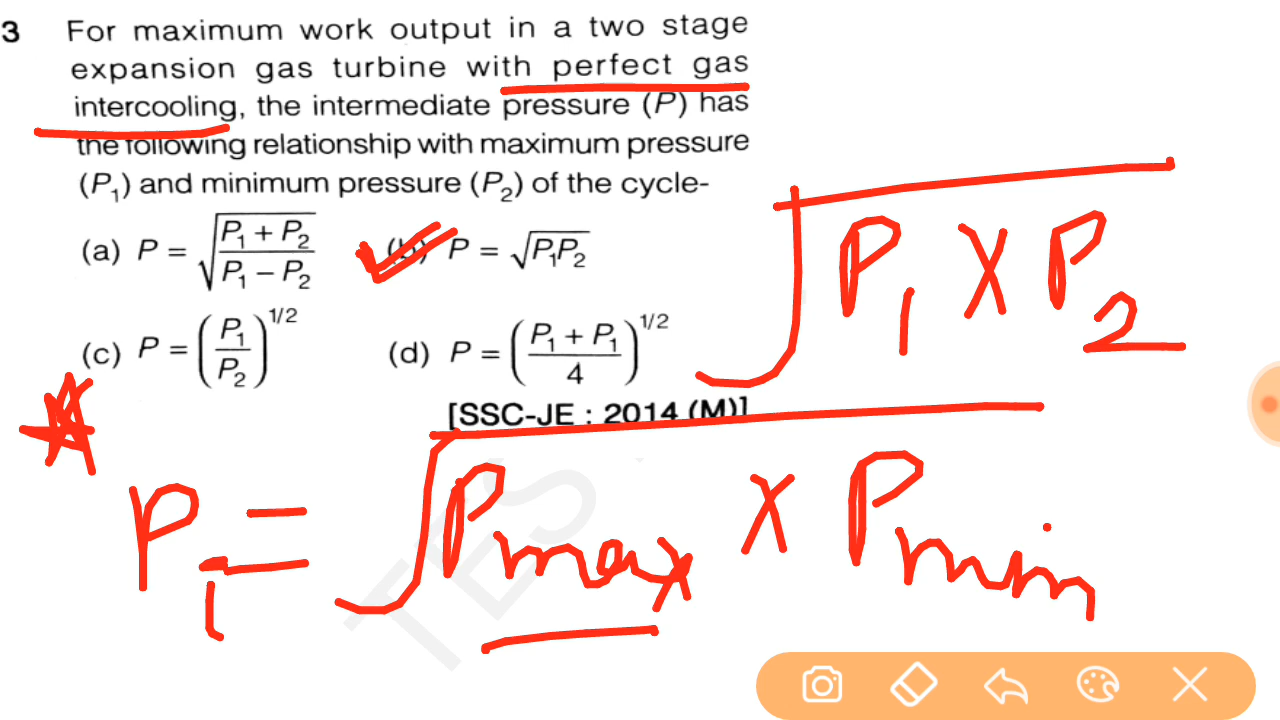 3 For maximum work output in a two stage
expansion gas turbine with perfect gas
intercooling, the intermediate pressure (P) has
the following relationship with maximum pressure
(P₁) and minimum pressure (P₂) of the cycle-
(a) P = √((P₁ + P₂)/(P₁ − P₂)) (b) P = √(P₁P₂)
(c) P = (P₁/P₂)^1/2 (d) P = ((P₁ + P₁)/4)^1/2
[SSC-JE : 2014 (M)]
√(P₁ × P₂)
Pᵢ = √(Pmax × Pmin)
TES